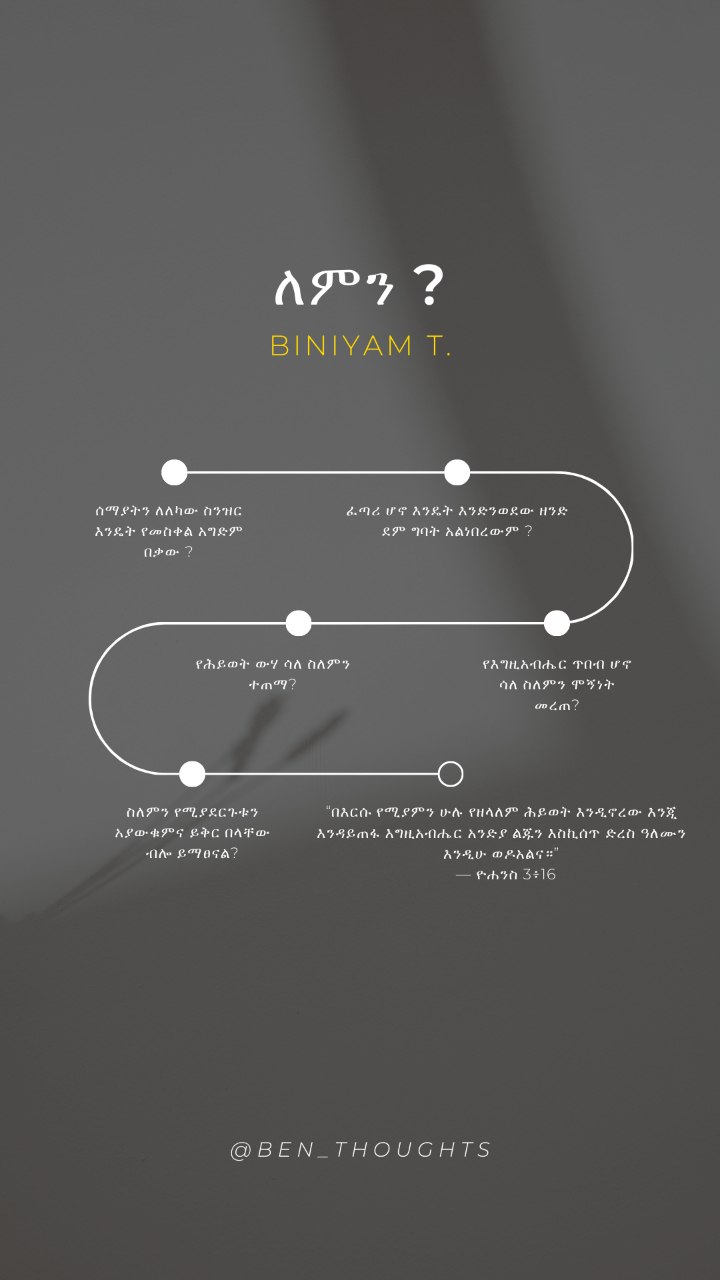 ለምን ?
BINIYAM T.
ሰማያትን ለለካው ስንዝር
እንዴት የመስቀል አግድም
በቃው ?
ፈጣሪ ሆኖ እንዴት እንድንወደው ዘንድ
ደም ግባት አልነበረውም ?
የእግዚአብሔር ጥበብ ሆኖ
ሳለ ስለምን ሞኝነት
መረጠ?
የሕይወት ውሃ ሳለ ስለምን
ተጠማ?
ስለምን የሚያደርጉቱን
አያውቁምና ይቅር በላቸው
ብሎ ይማፀናል?
“በእርሱ የሚያምን ሁሉ የዘላለም ሕይወት እንዲኖረው እንጂ
እንዳይጠፋ እግዚአብሔር አንድያ ልጁን እስኪሰጥ ድረስ ዓለሙን
እንዲሁ ወዶአልና።”
— ዮሐንስ 3፥16
@BEN_THOUGHTS